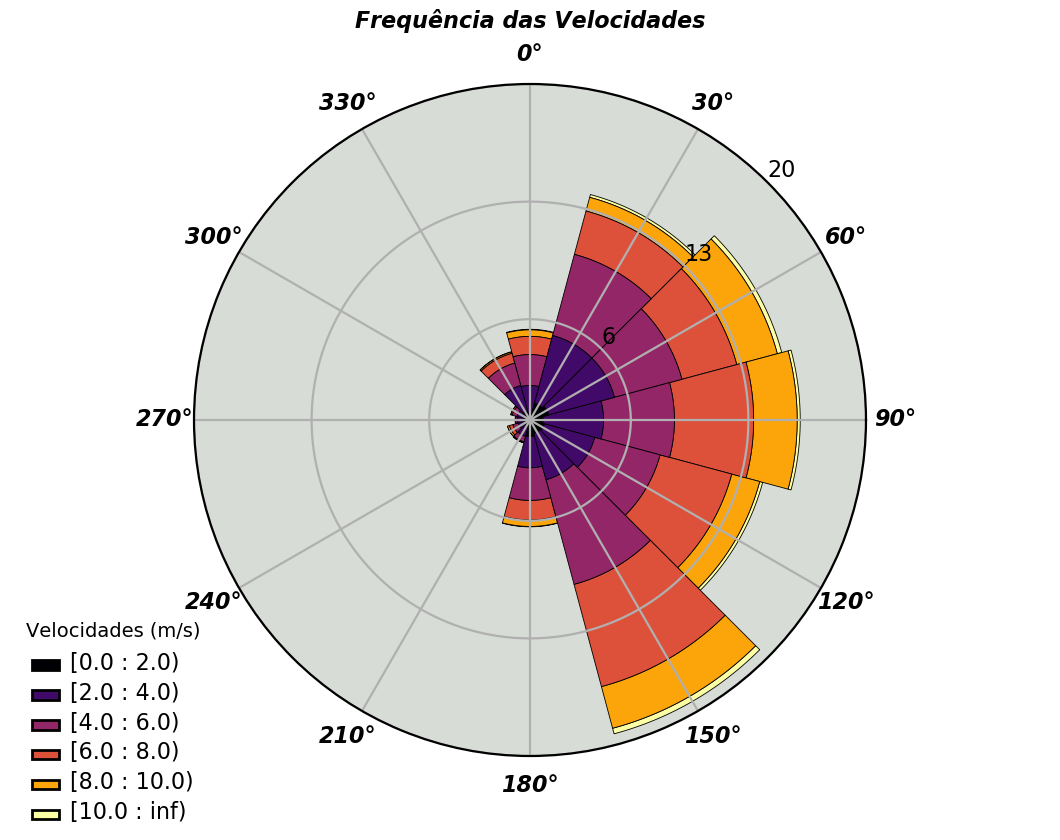 Frequência das Velocidades
0°
330°
30°
20
300°
60°
13
6
270°
90°
240°
120°
210°
150°
180°
Velocidades (m/s)
[0.0 : 2.0)
[2.0 : 4.0)
[4.0 : 6.0)
[6.0 : 8.0)
[8.0 : 10.0)
[10.0 : inf)